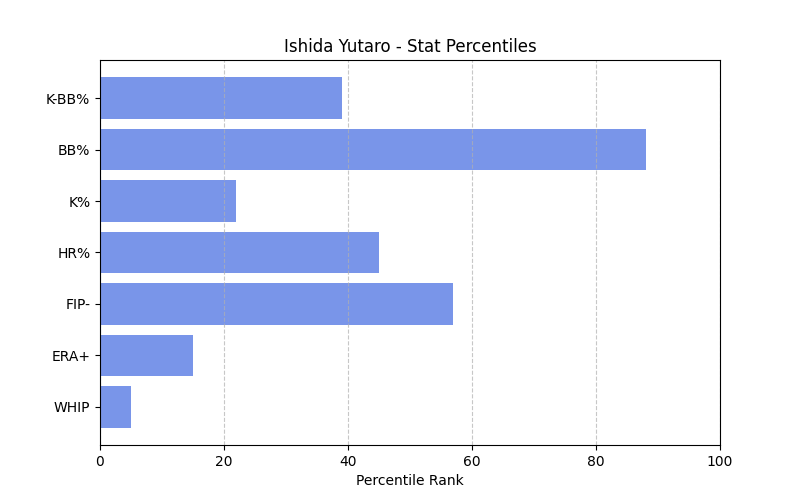 Ishida Yutaro - Stat Percentiles
K-BB%
BB%
K%
HR%
FIP-
ERA+
WHIP
0 20 40 60 80 100
Percentile Rank